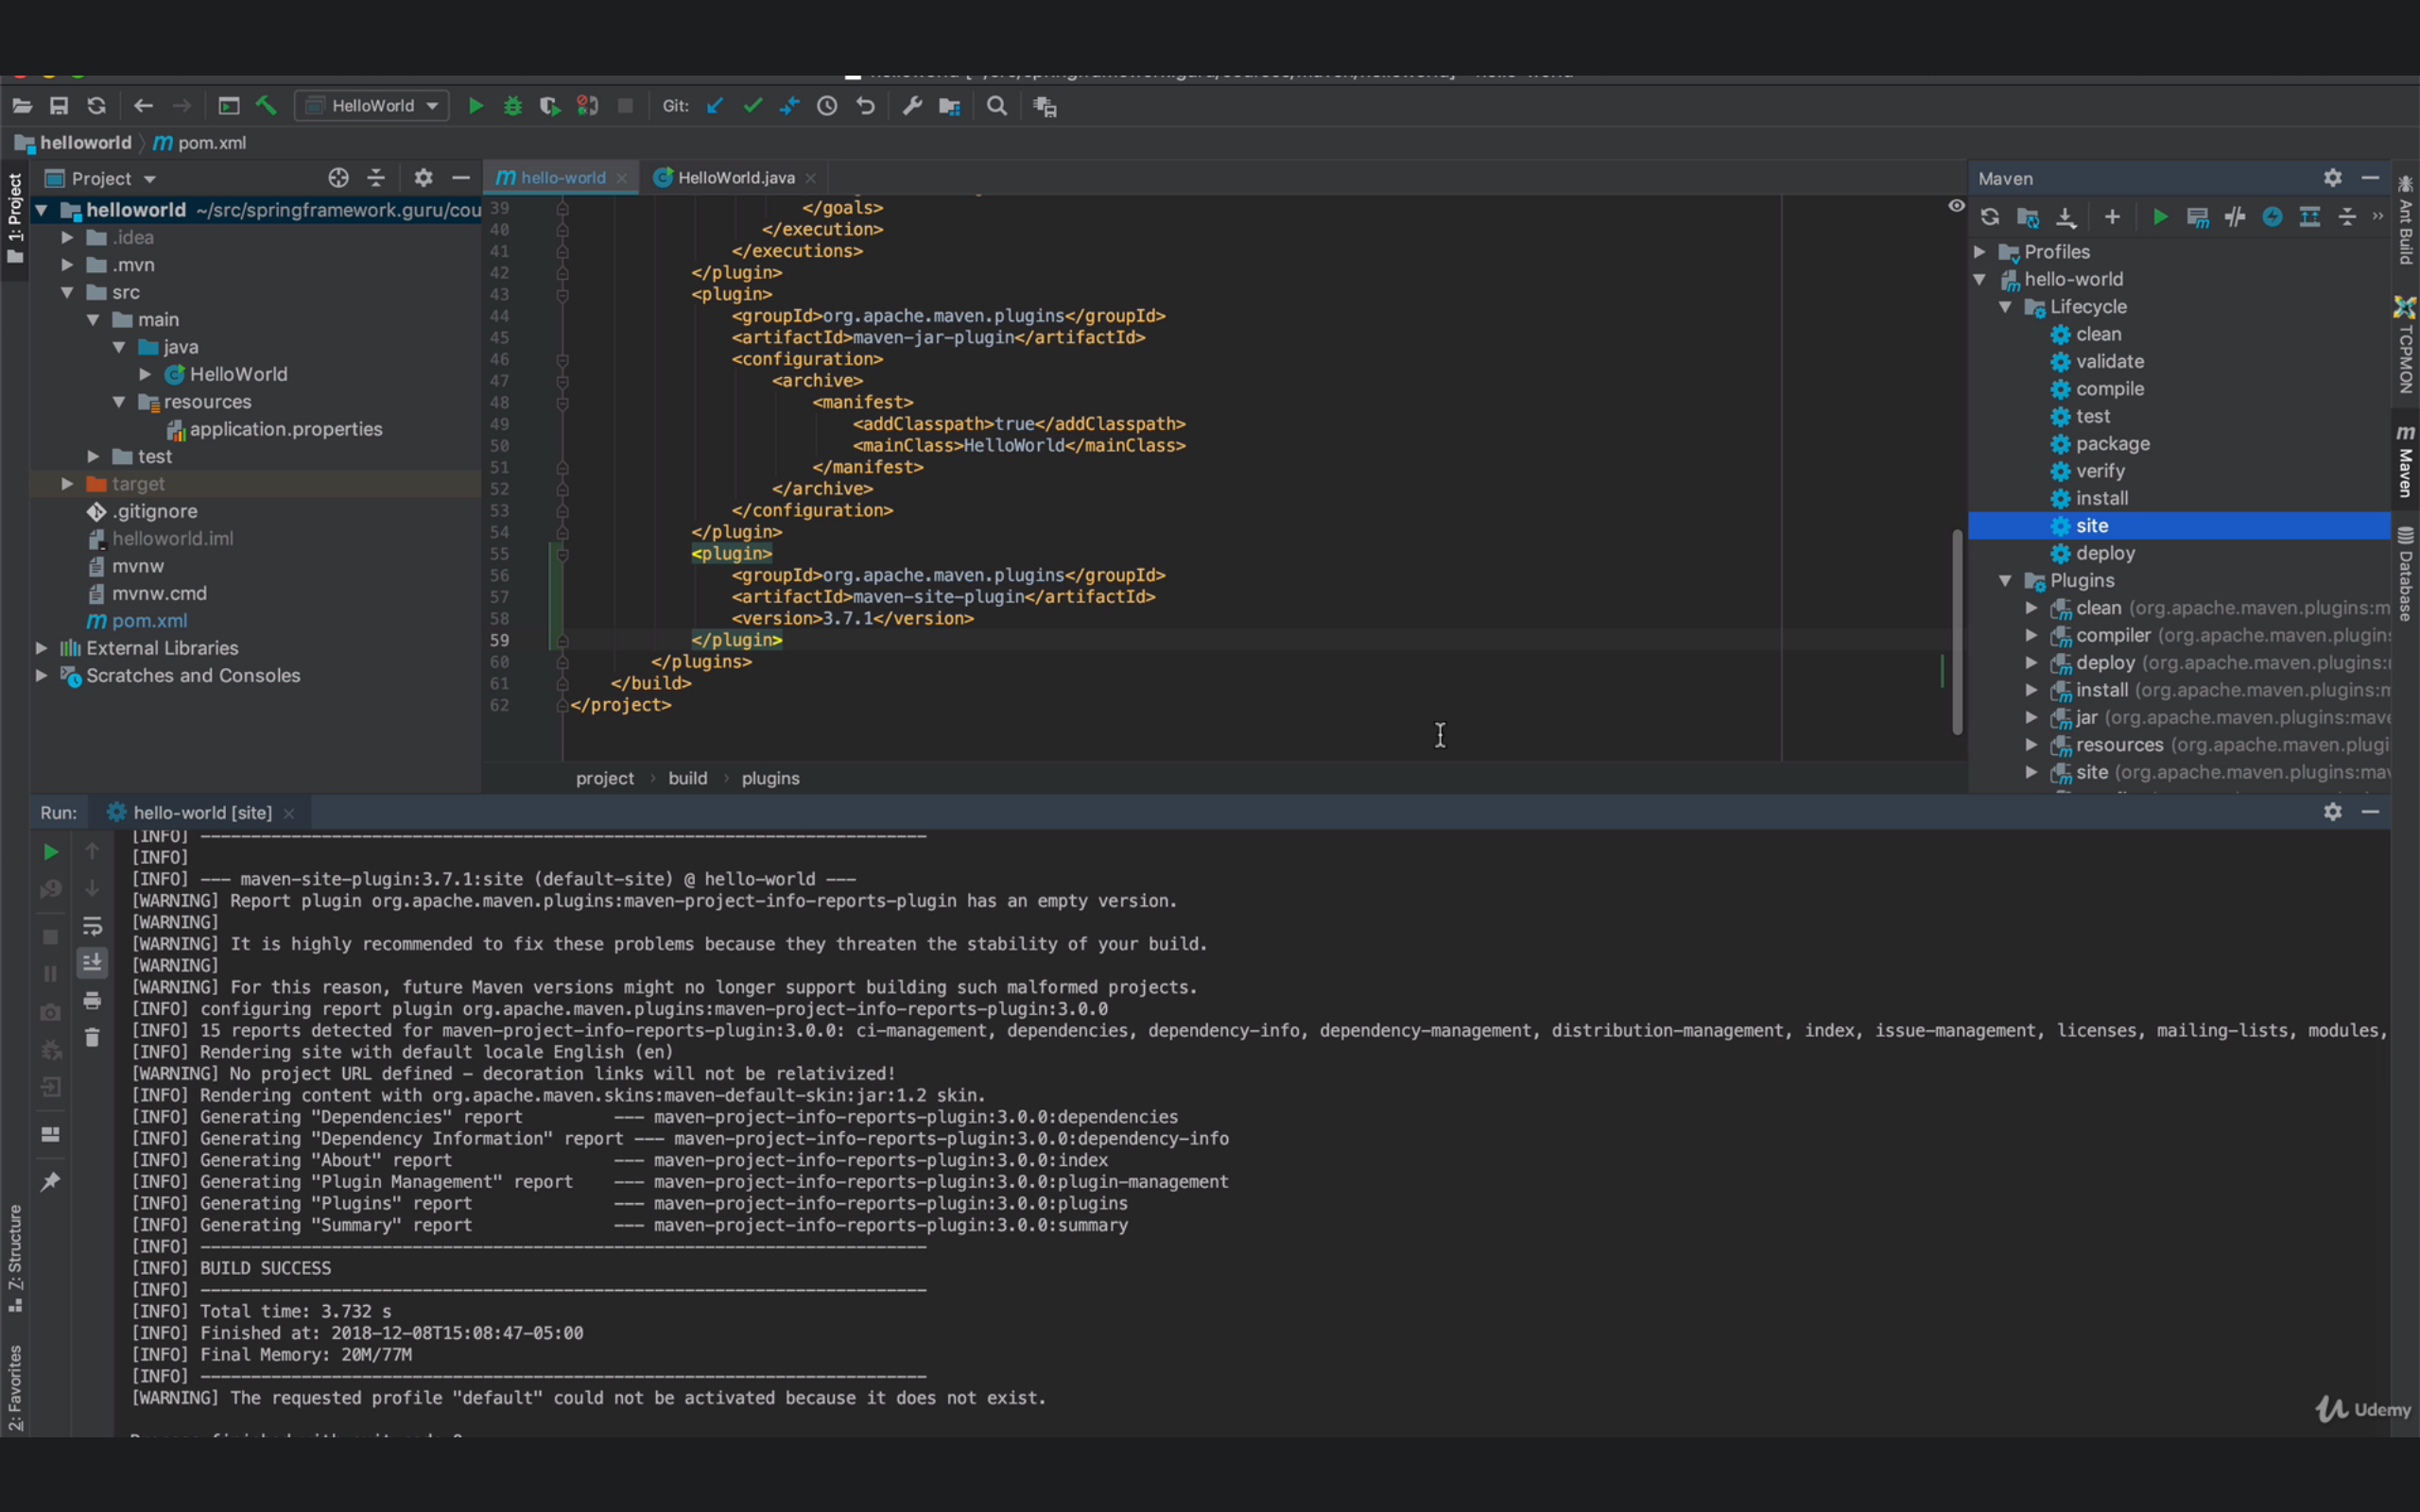 HelloWorld
Git:
helloworld
pom.xml
1: Project
Project
helloworld ~/src/springframework.guru/cou
.idea
.mvn
src
main
java
HelloWorld
resources
application.properties
test
target
.gitignore
helloworld.iml
mvnw
mvnw.cmd
pom.xml
External Libraries
Scratches and Consoles
hello-world
HelloWorld.java
39 </goals>
40 </execution>
41 </executions>
42 </plugin>
43 <plugin>
44 <groupId>org.apache.maven.plugins</groupId>
45 <artifactId>maven-jar-plugin</artifactId>
46 <configuration>
47 <archive>
48 <manifest>
49 <addClasspath>true</addClasspath>
50 <mainClass>HelloWorld</mainClass>
51 </manifest>
52 </archive>
53 </configuration>
54 </plugin>
55 <plugin>
56 <groupId>org.apache.maven.plugins</groupId>
57 <artifactId>maven-site-plugin</artifactId>
58 <version>3.7.1</version>
59 </plugin>
60 </plugins>
61 </build>
62 </project>
project › build › plugins
Maven
Profiles
hello-world
Lifecycle
clean
validate
compile
test
package
verify
install
site
deploy
Plugins
clean (org.apache.maven.plugins:m
compiler (org.apache.maven.plugin
deploy (org.apache.maven.plugins:
install (org.apache.maven.plugins:m
jar (org.apache.maven.plugins:mave
resources (org.apache.maven.plugi
site (org.apache.maven.plugins:ma
Ant Build
TCPMON
Maven
Database
Run: hello-world [site]
[INFO] ------------------------------------------------------------------------
[INFO]
[INFO] --- maven-site-plugin:3.7.1:site (default-site) @ hello-world ---
[WARNING] Report plugin org.apache.maven.plugins:maven-project-info-reports-plugin has an empty version.
[WARNING]
[WARNING] It is highly recommended to fix these problems because they threaten the stability of your build.
[WARNING]
[WARNING] For this reason, future Maven versions might no longer support building such malformed projects.
[INFO] configuring report plugin org.apache.maven.plugins:maven-project-info-reports-plugin:3.0.0
[INFO] 15 reports detected for maven-project-info-reports-plugin:3.0.0: ci-management, dependencies, dependency-info, dependency-management, distribution-management, index, issue-management, licenses, mailing-lists, modules,
[INFO] Rendering site with default locale English (en)
[WARNING] No project URL defined - decoration links will not be relativized!
[INFO] Rendering content with org.apache.maven.skins:maven-default-skin:jar:1.2 skin.
[INFO] Generating "Dependencies" report --- maven-project-info-reports-plugin:3.0.0:dependencies
[INFO] Generating "Dependency Information" report --- maven-project-info-reports-plugin:3.0.0:dependency-info
[INFO] Generating "About" report --- maven-project-info-reports-plugin:3.0.0:index
[INFO] Generating "Plugin Management" report --- maven-project-info-reports-plugin:3.0.0:plugin-management
[INFO] Generating "Plugins" report --- maven-project-info-reports-plugin:3.0.0:plugins
[INFO] Generating "Summary" report --- maven-project-info-reports-plugin:3.0.0:summary
[INFO] ------------------------------------------------------------------------
[INFO] BUILD SUCCESS
[INFO] ------------------------------------------------------------------------
[INFO] Total time: 3.732 s
[INFO] Finished at: 2018-12-08T15:08:47-05:00
[INFO] Final Memory: 20M/77M
[INFO] ------------------------------------------------------------------------
[WARNING] The requested profile "default" could not be activated because it does not exist.
7: Structure
2: Favorites
Udemy